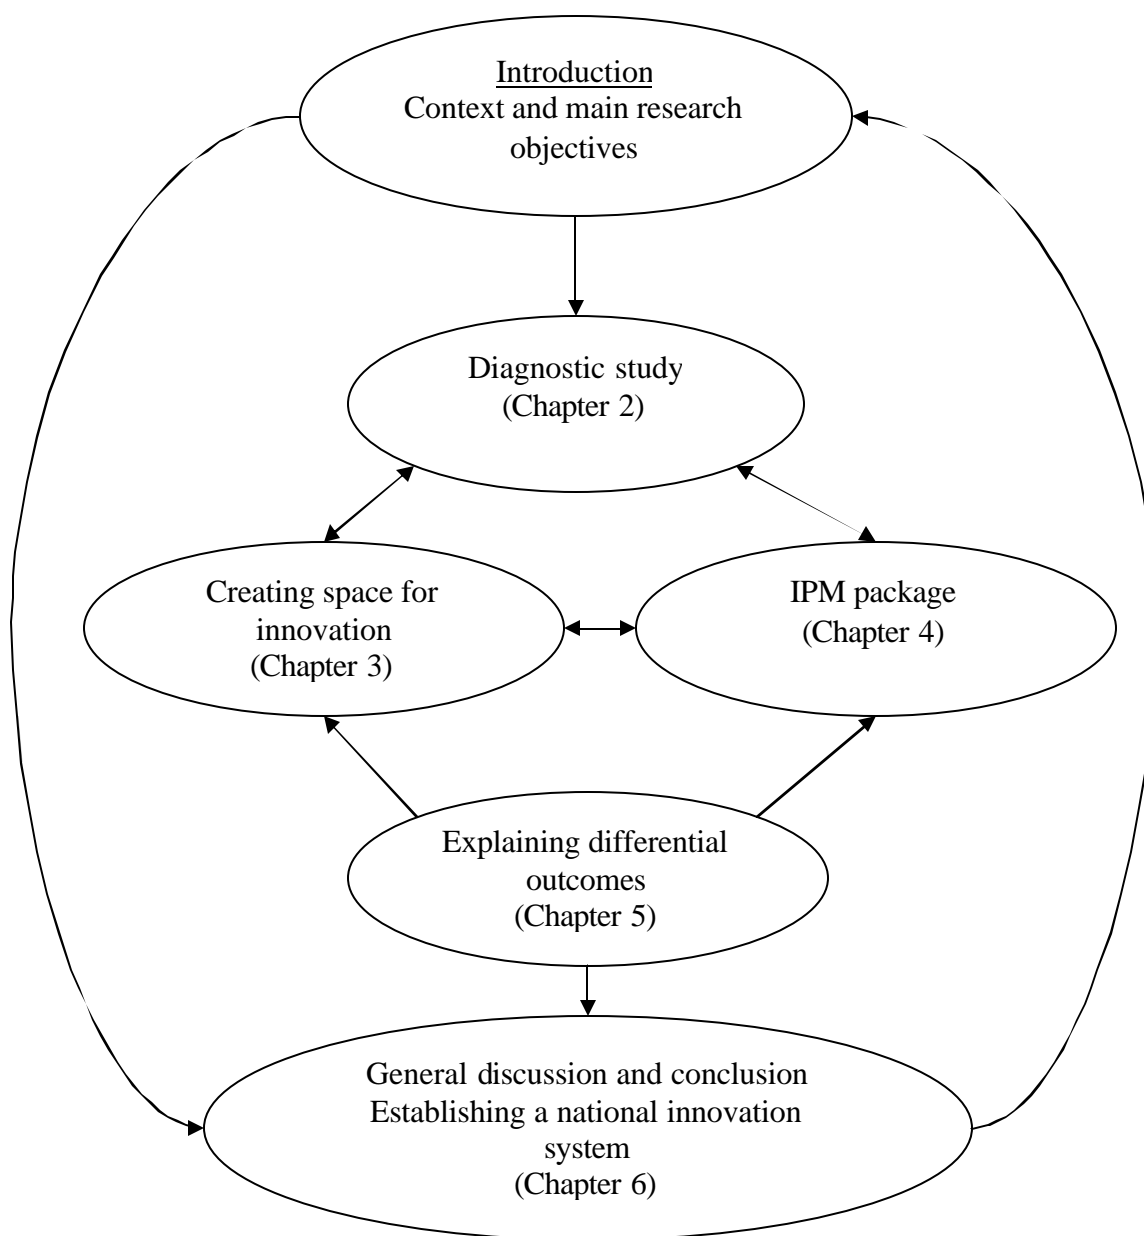 Introduction
Context and main research
objectives
Diagnostic study
(Chapter 2)
Creating space for
innovation
(Chapter 3)
IPM package
(Chapter 4)
Explaining differential
outcomes
(Chapter 5)
General discussion and conclusion
Establishing a national innovation
system
(Chapter 6)